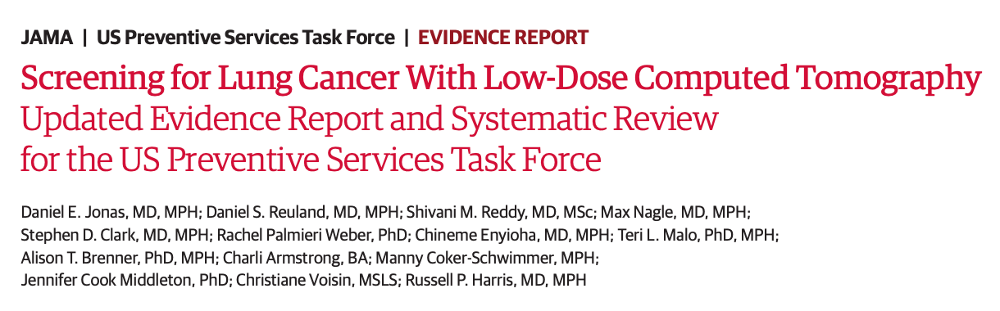 JAMA | US Preventive Services Task Force | EVIDENCE REPORT
Screening for Lung Cancer With Low-Dose Computed Tomography
Updated Evidence Report and Systematic Review
for the US Preventive Services Task Force
Daniel E. Jonas, MD, MPH; Daniel S. Reuland, MD, MPH; Shivani M. Reddy, MD, MSc; Max Nagle, MD, MPH;
Stephen D. Clark, MD, MPH; Rachel Palmieri Weber, PhD; Chineme Enyioha, MD, MPH; Teri L. Malo, PhD, MPH;
Alison T. Brenner, PhD, MPH; Charli Armstrong, BA; Manny Coker-Schwimmer, MPH;
Jennifer Cook Middleton, PhD; Christiane Voisin, MSLS; Russell P. Harris, MD, MPH